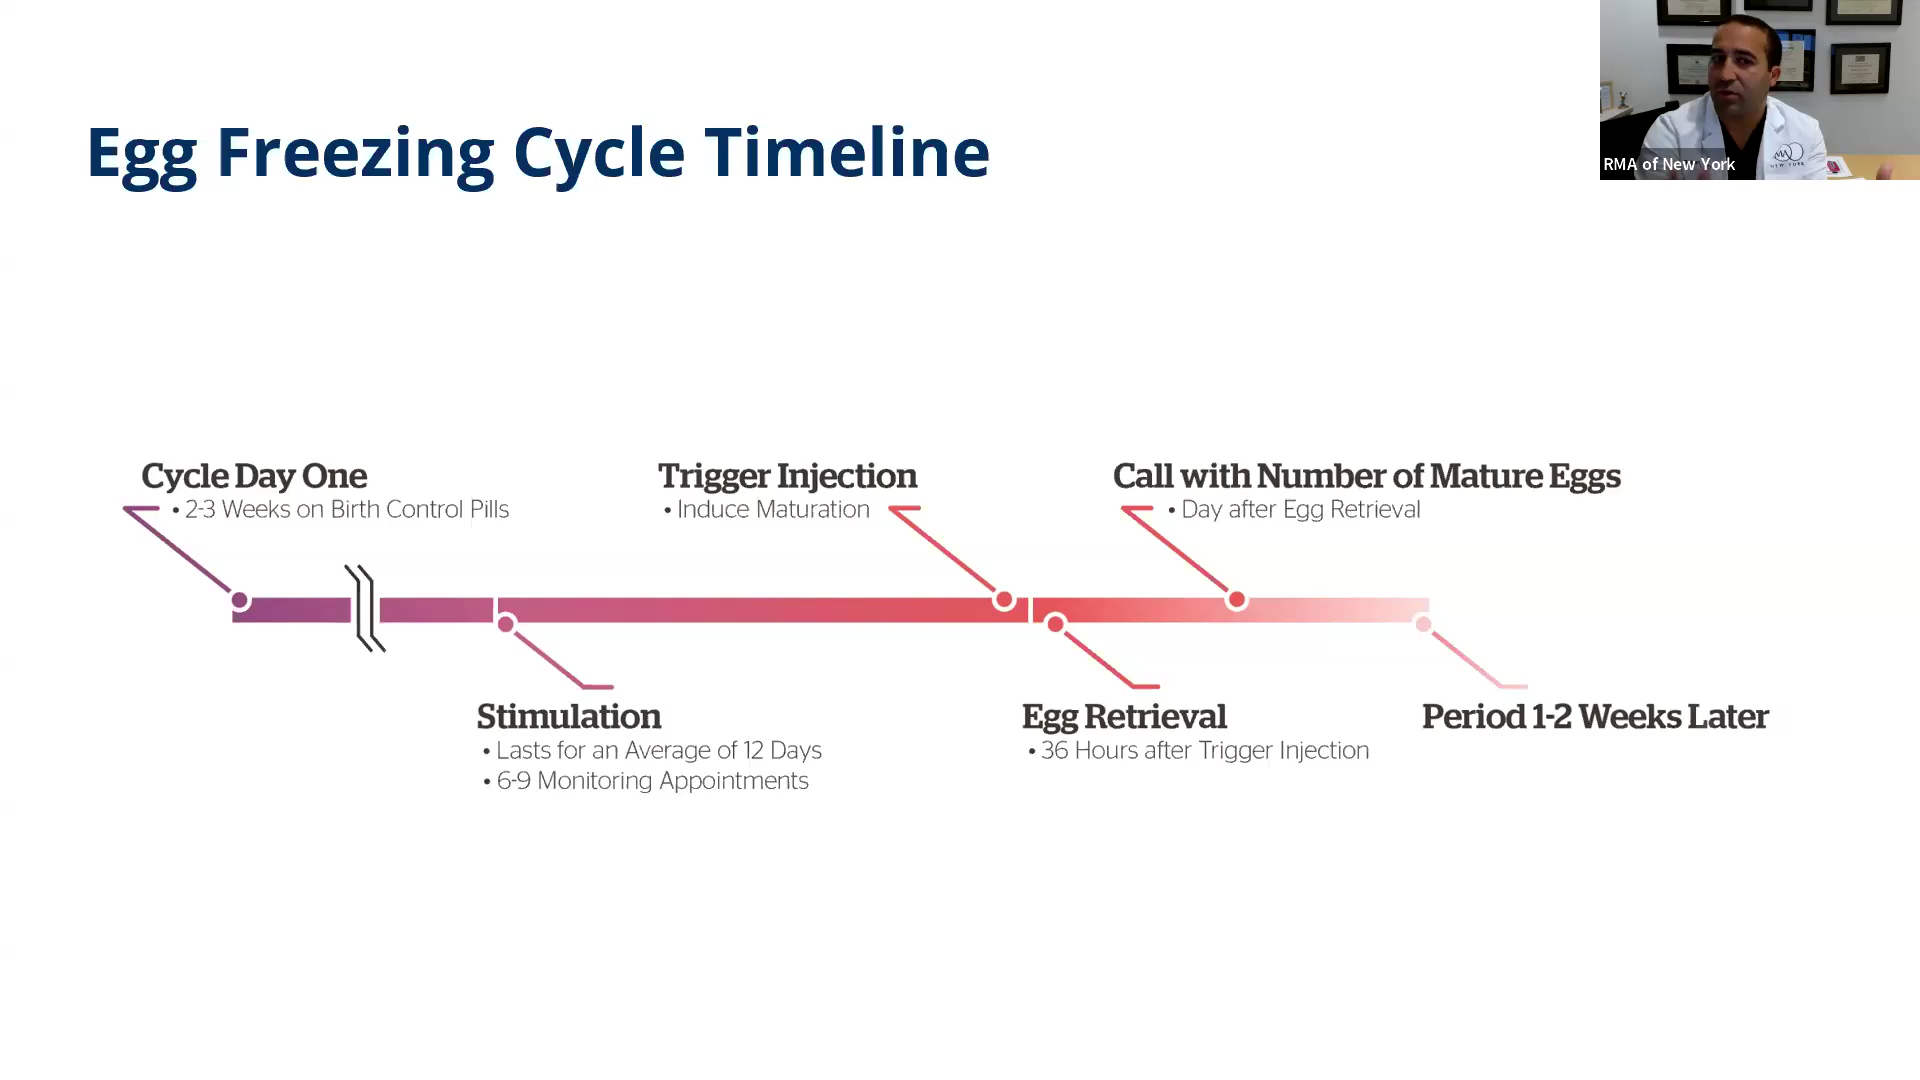 Egg Freezing Cycle Timeline
RMA of New York
Cycle Day One
• 2-3 Weeks on Birth Control Pills
Trigger Injection
• Induce Maturation
Call with Number of Mature Eggs
• Day after Egg Retrieval
Stimulation
• Lasts for an Average of 12 Days
• 6-9 Monitoring Appointments
Egg Retrieval
• 36 Hours after Trigger Injection
Period 1-2 Weeks Later